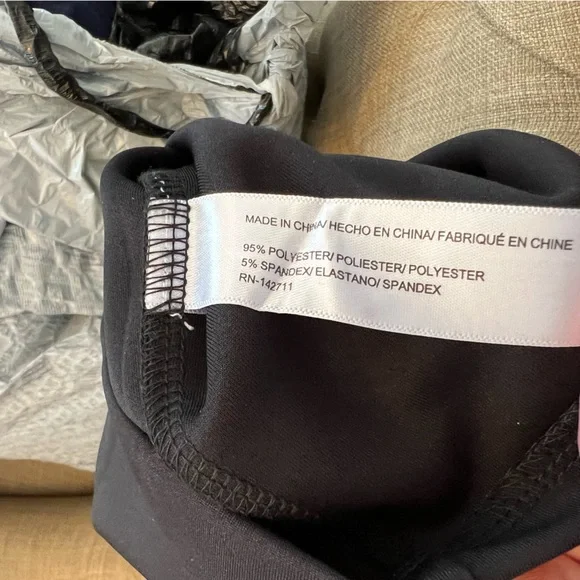 MADE IN CHINA/ HECHO EN CHINA/ FABRIQUÉ EN CHINE
95% POLYESTER/ POLIESTER/ POLYESTER
5% SPANDEX/ ELASTANO/ SPANDEX
RN-142711